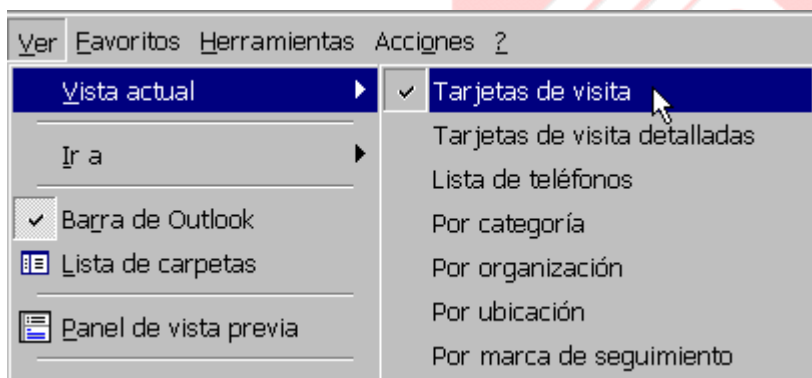 Ver Favoritos Herramientas Acciones ?
Vista actual
Ir a
Barra de Outlook
Lista de carpetas
Panel de vista previa
Tarjetas de visita
Tarjetas de visita detalladas
Lista de teléfonos
Por categoría
Por organización
Por ubicación
Por marca de seguimiento